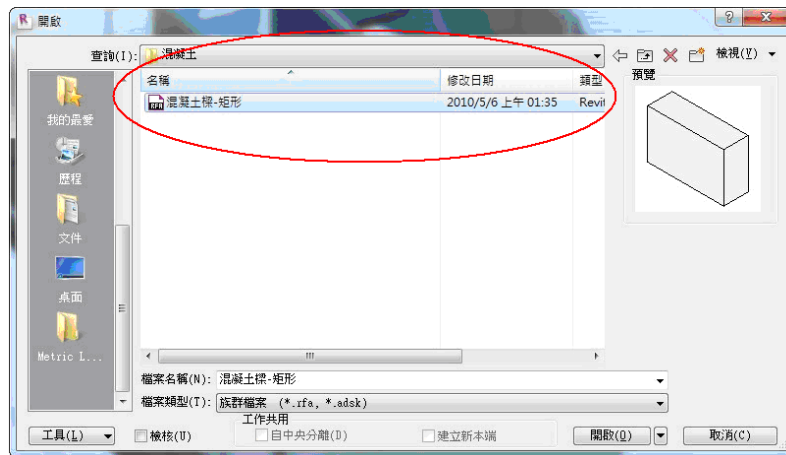 開啟
查詢(I): 混凝土
檢視(V)
名稱 修改日期 類型
混凝土樑-矩形 2010/5/6 上午 01:35 Revit
預覽
我的最愛
歷程
文件
桌面
Metric L...
檔案名稱(N): 混凝土樑-矩形
檔案類型(T): 族群檔案 (*.rfa, *.adsk)
工作共用
工具(L) 檢核(U) 自中央分離(D) 建立新本端 開啟(O) 取消(C)